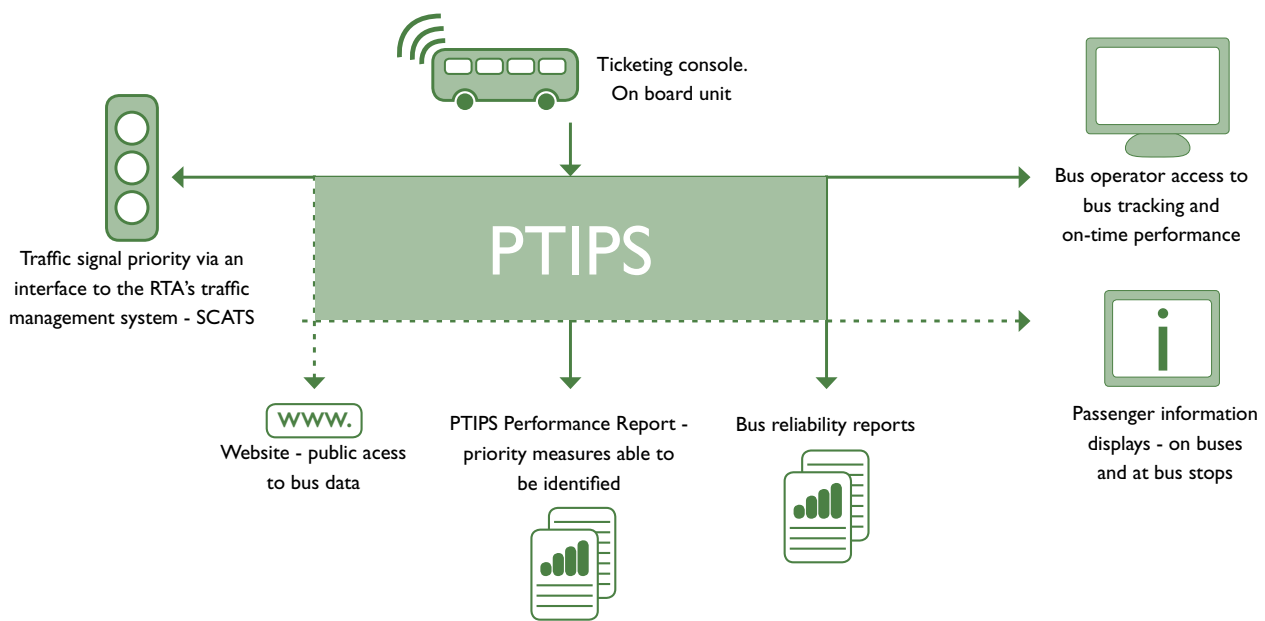 Ticketing console.
On board unit
PTIPS
Traffic signal priority via an
interface to the RTA's traffic
management system - SCATS
Bus operator access to
bus tracking and
on-time performance
www.
Website - public acess
to bus data
PTIPS Performance Report -
priority measures able to
be identified
Bus reliability reports
i
Passenger information
displays - on buses
and at bus stops